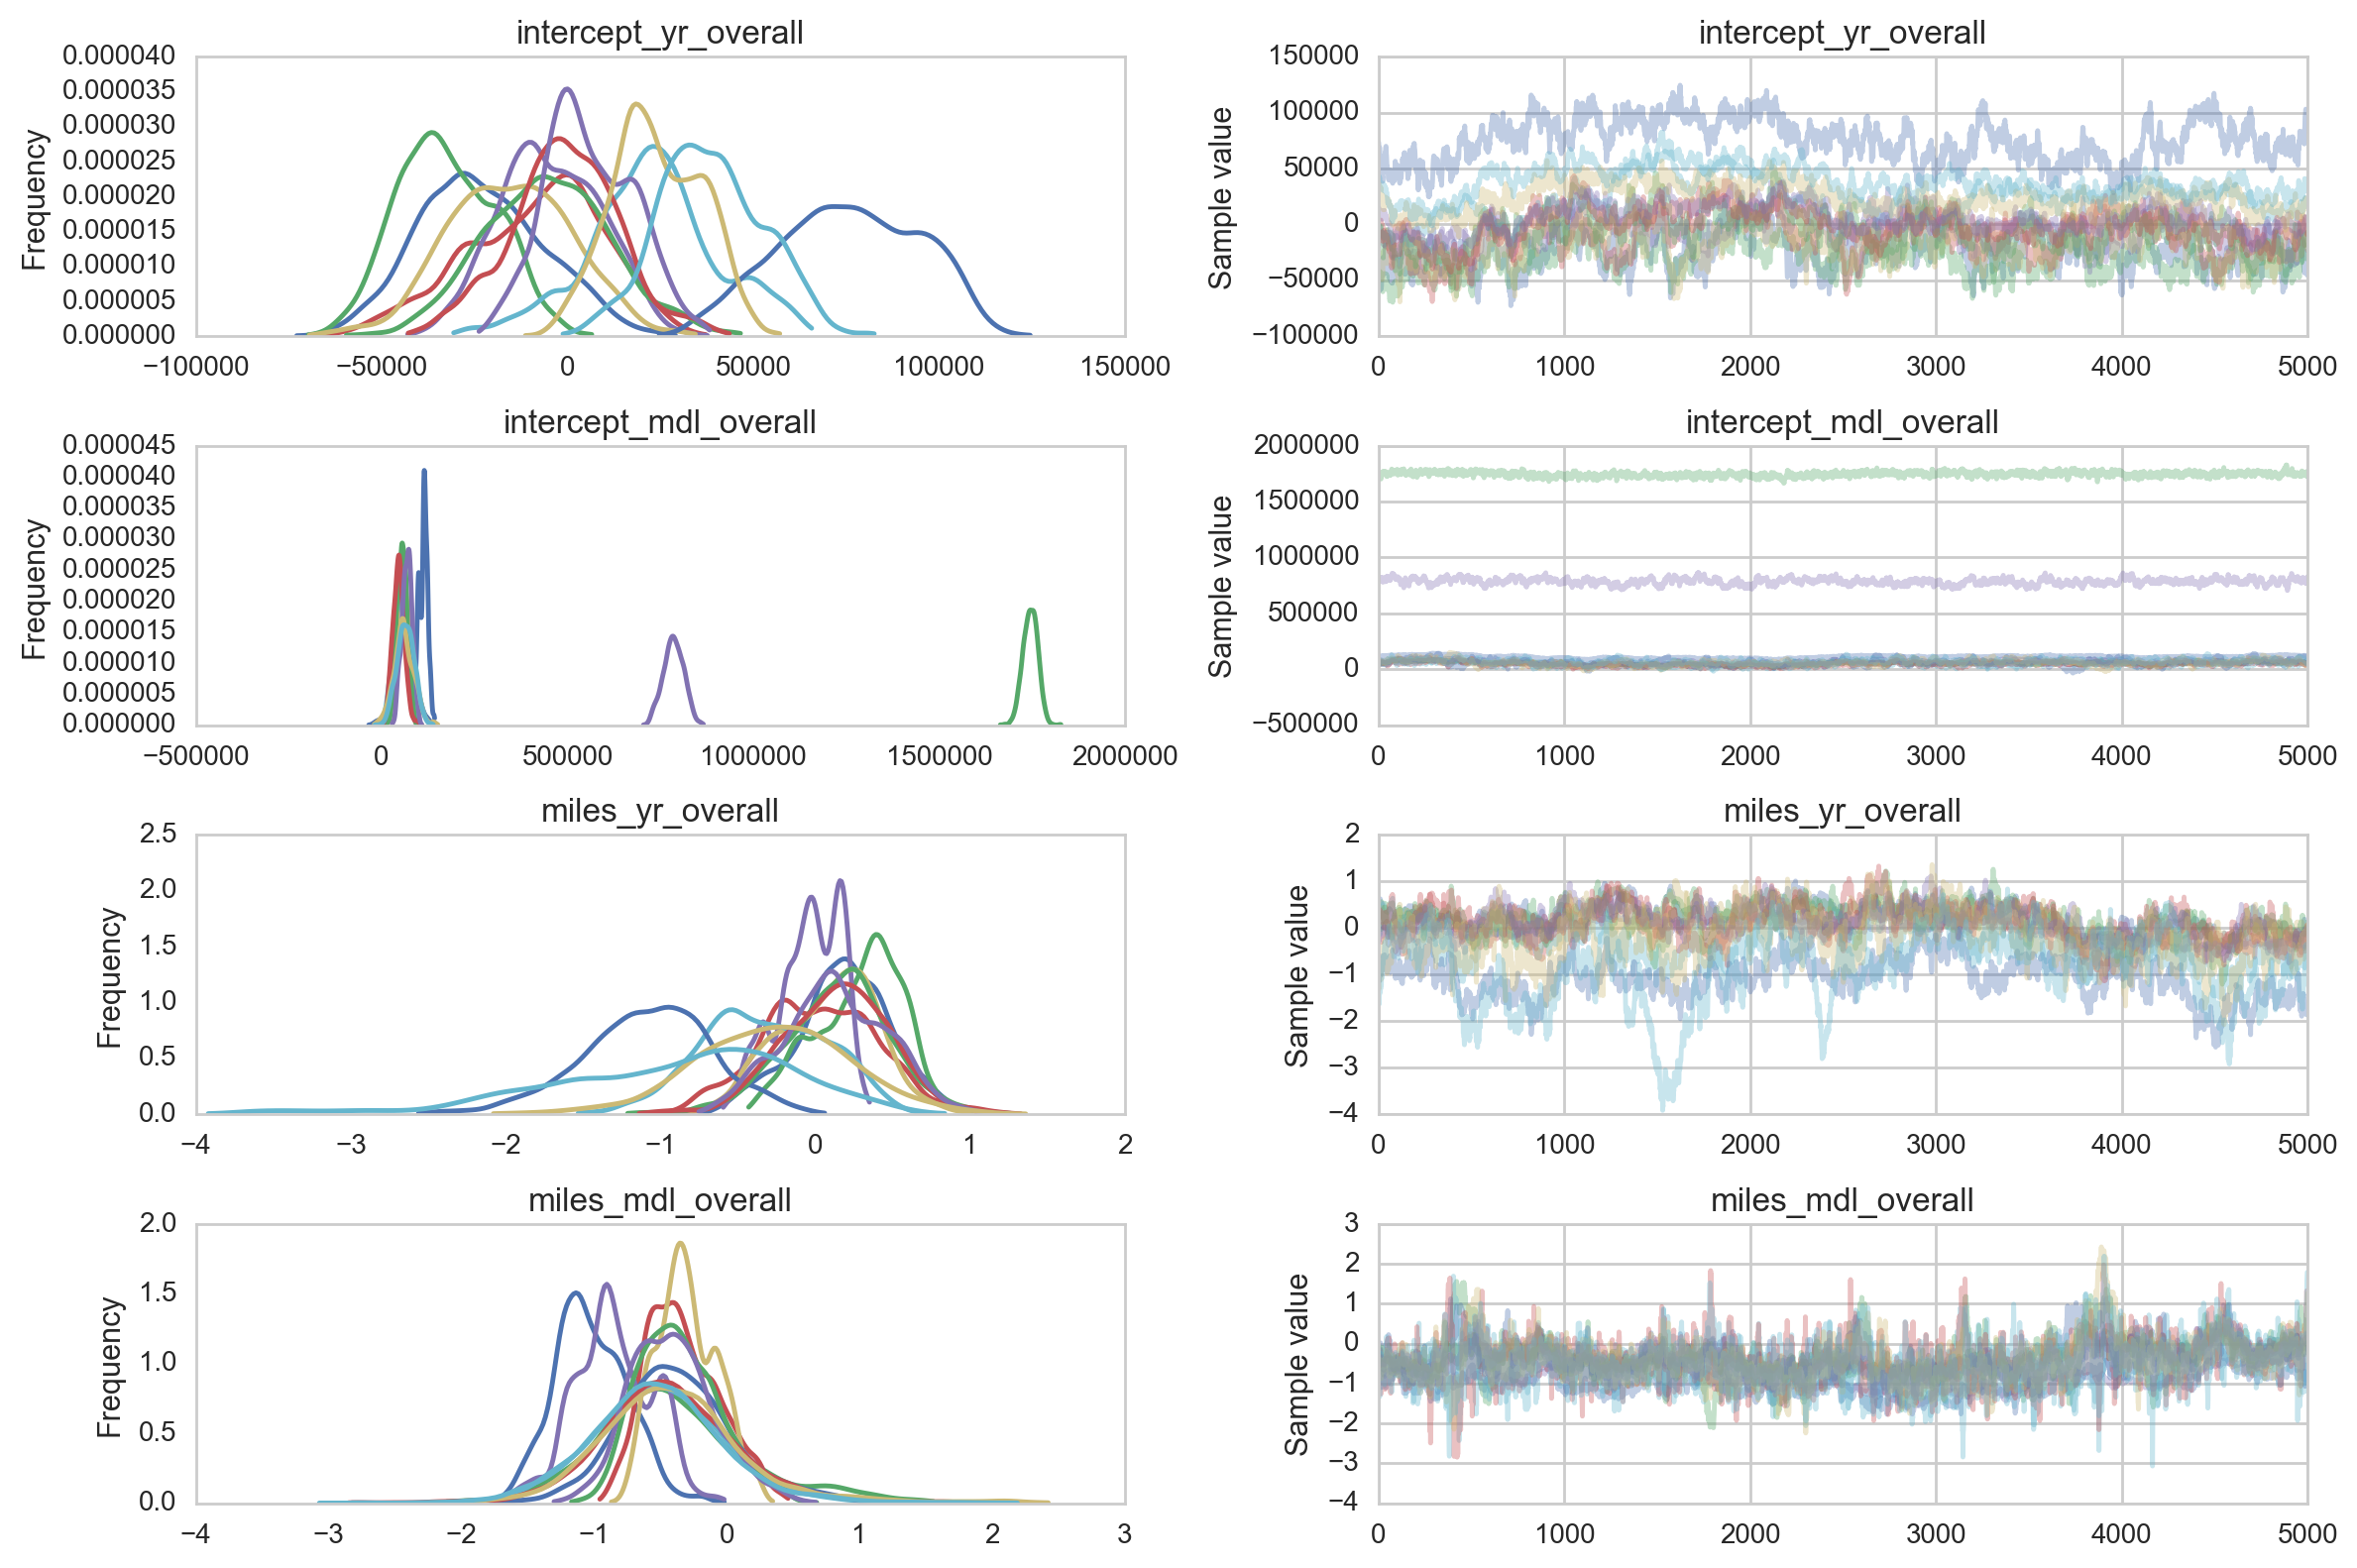 intercept_yr_overall
0.000040
0.000035
0.000030
0.000025
0.000020
0.000015
0.000010
0.000005
0.000000
Frequency
−100000 −50000 0 50000 100000 150000
intercept_yr_overall
150000
100000
50000
0
−50000
−100000
Sample value
0 1000 2000 3000 4000 5000
intercept_mdl_overall
0.000045
0.000040
0.000035
0.000030
0.000025
0.000020
0.000015
0.000010
0.000005
0.000000
Frequency
−500000 0 500000 1000000 1500000 2000000
intercept_mdl_overall
2000000
1500000
1000000
500000
0
−500000
Sample value
0 1000 2000 3000 4000 5000
miles_yr_overall
2.5
2.0
1.5
1.0
0.5
0.0
Frequency
−4 −3 −2 −1 0 1 2
miles_yr_overall
2
1
0
−1
−2
−3
−4
Sample value
0 1000 2000 3000 4000 5000
miles_mdl_overall
2.0
1.5
1.0
0.5
0.0
Frequency
−4 −3 −2 −1 0 1 2 3
miles_mdl_overall
3
2
1
0
−1
−2
−3
−4
Sample value
0 1000 2000 3000 4000 5000